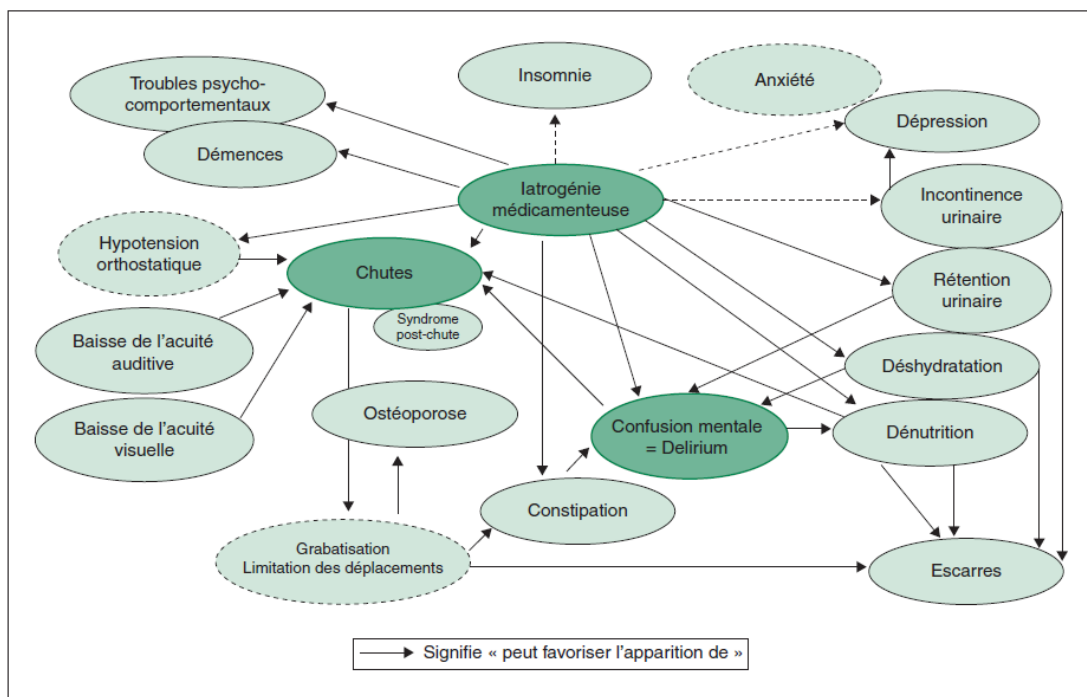 Troubles psycho-
comportementaux
Démences
Insomnie
Anxiété
Dépression
Iatrogénie
médicamenteuse
Incontinence
urinaire
Hypotension
orthostatique
Chutes
Rétention
urinaire
Syndrome
post-chute
Baisse de l'acuité
auditive
Déshydratation
Ostéoporose
Baisse de l'acuité
visuelle
Confusion mentale
= Delirium
Dénutrition
Constipation
Grabatisation
Limitation des déplacements
Escarres
Signifie « peut favoriser l'apparition de »